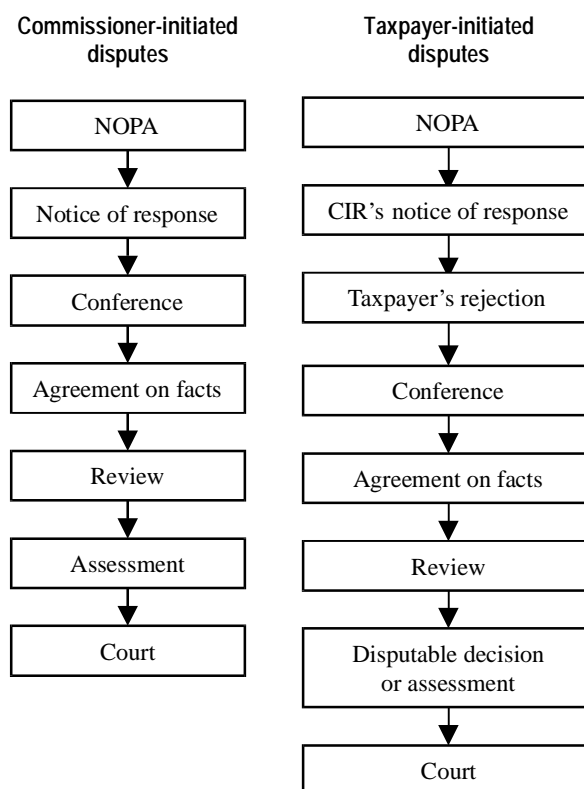 Commissioner-initiated
disputes
NOPA
Notice of response
Conference
Agreement on facts
Review
Assessment
Court
Taxpayer-initiated
disputes
NOPA
CIR’s notice of response
Taxpayer’s rejection
Conference
Agreement on facts
Review
Disputable decision
or assessment
Court